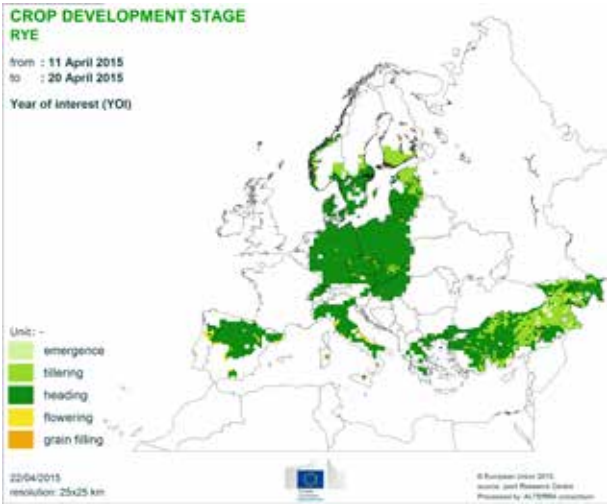 CROP DEVELOPMENT STAGE
RYE
from : 11 April 2015
to : 20 April 2015
Year of interest (YOI)
Unit: -
emergence
tillering
heading
flowering
grain filling
22/04/2015
resolution: 25x25 km
© European Union 2015
source: Joint Research Centre
Processed by ALTERRA consortium